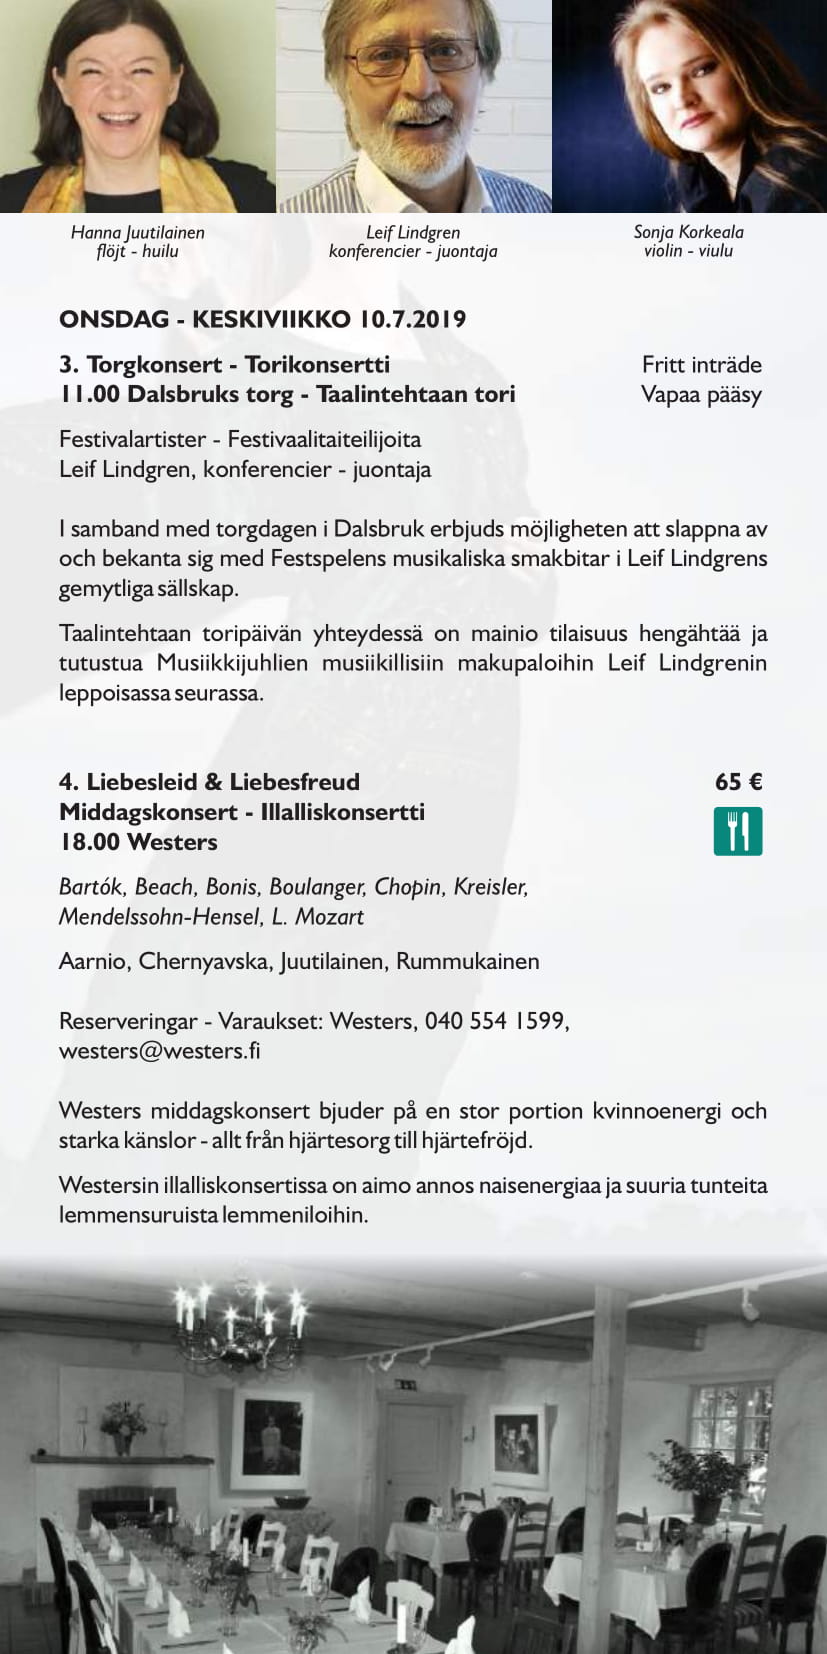 Hanna Juutilainen
flöjt - huilu
Leif Lindgren
konferencier - juontaja
Sonja Korkeala
violin - viulu
ONSDAG - KESKIVIIKKO 10.7.2019
3. Torgkonsert - Torikonsertti
Fritt inträde
11.00 Dalsbruks torg - Taalintehtaan tori
Vapaa pääsy
Festivalartister - Festivaalitaiteilijoita
Leif Lindgren, konferencier - juontaja
I samband med torgdagen i Dalsbruk erbjuds möjligheten att slappna av
och bekanta sig med Festspelens musikaliska smakbitar i Leif Lindgrens
gemytliga sällskap.
Taalintehtaan toripäivän yhteydessä on mainio tilaisuus hengähtää ja
tutustua Musiikkijuhlien musiikillisiin makupaloihin Leif Lindgrenin
leppoisassa seurassa.
4. Liebesleid & Liebesfreud
65 €
Middagskonsert - Illalliskonsertti
18.00 Westers
Bartók, Beach, Bonis, Boulanger, Chopin, Kreisler,
Mendelssohn-Hensel, L. Mozart
Aarnio, Chernyavska, Juutilainen, Rummukainen
Reserveringar - Varaukset: Westers, 040 554 1599,
westers@westers.fi
Westers middagskonsert bjuder på en stor portion kvinnoenergi och
starka känslor - allt från hjärtesorg till hjärtefröjd.
Westersin illalliskonsertissa on aimo annos naisenergiaa ja suuria tunteita
lemmensuruista lemmeniloihin.